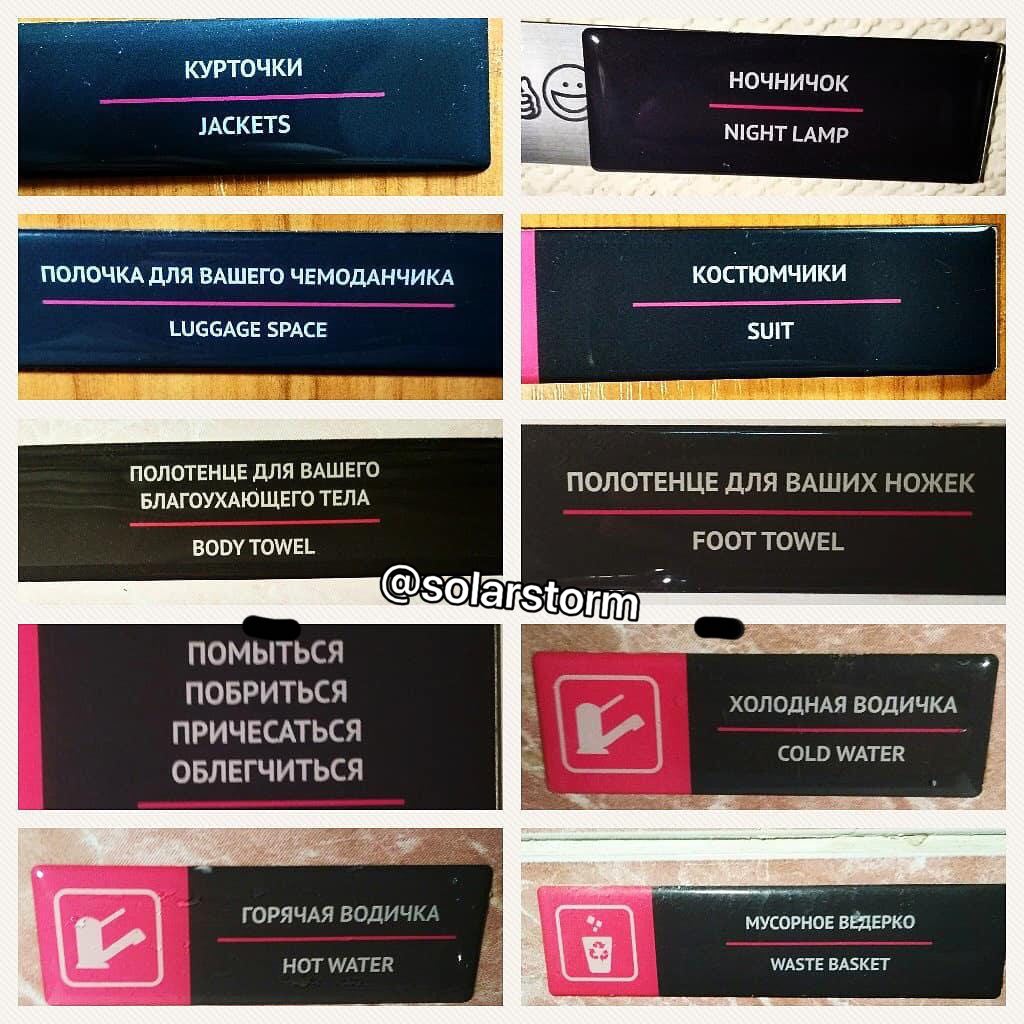 КУРТОЧКИ
JACKETS
НОЧНИЧОК
NIGHT LAMP
ПОЛОЧКА ДЛЯ ВАШЕГО ЧЕМОДАНЧИКА
LUGGAGE SPACE
КОСТЮМЧИКИ
SUIT
ПОЛОТЕНЦЕ ДЛЯ ВАШЕГО
БЛАГОУХАЮЩЕГО ТЕЛА
BODY TOWEL
ПОЛОТЕНЦЕ ДЛЯ ВАШИХ НОЖЕК
FOOT TOWEL
@solarstorm
ПОМЫТЬСЯ
ПОБРИТЬСЯ
ПРИЧЕСАТЬСЯ
ОБЛЕГЧИТЬСЯ
ХОЛОДНАЯ ВОДИЧКА
COLD WATER
ГОРЯЧАЯ ВОДИЧКА
HOT WATER
МУСОРНОЕ ВЕДЕРКО
WASTE BASKET